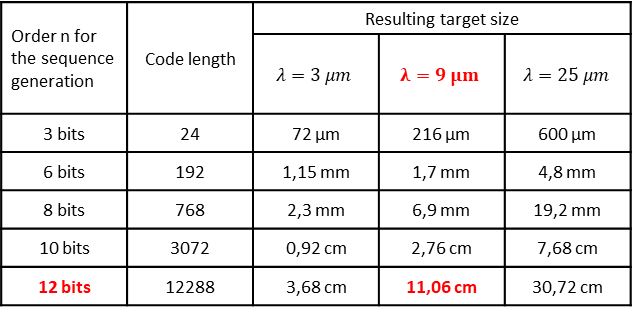 Order n for
the sequence
generation
Code length
Resulting target size
λ = 3 μm
λ = 9 μm
λ = 25 μm
3 bits 24 72 μm 216 μm 600 μm
6 bits 192 1,15 mm 1,7 mm 4,8 mm
8 bits 768 2,3 mm 6,9 mm 19,2 mm
10 bits 3072 0,92 cm 2,76 cm 7,68 cm
12 bits 12288 3,68 cm 11,06 cm 30,72 cm